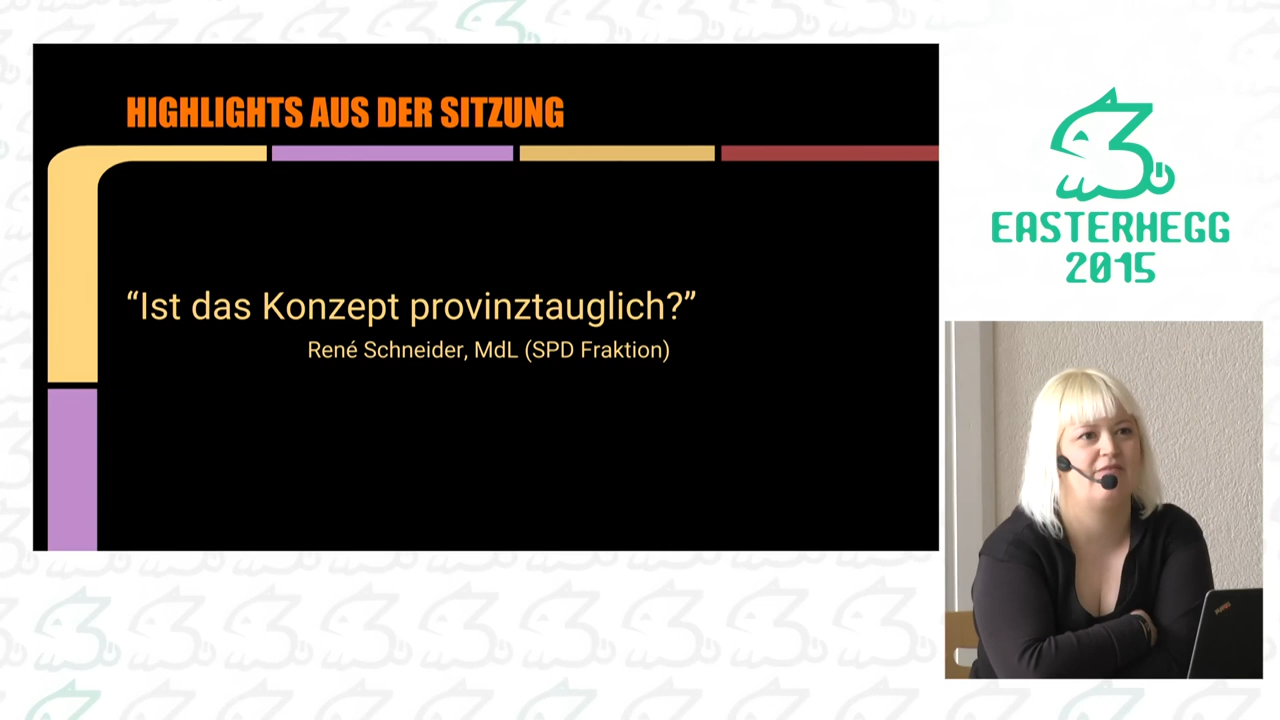 HIGHLIGHTS AUS DER SITZUNG
“Ist das Konzept provinztauglich?”
René Schneider, MdL (SPD Fraktion)
EASTERHEGG
2015